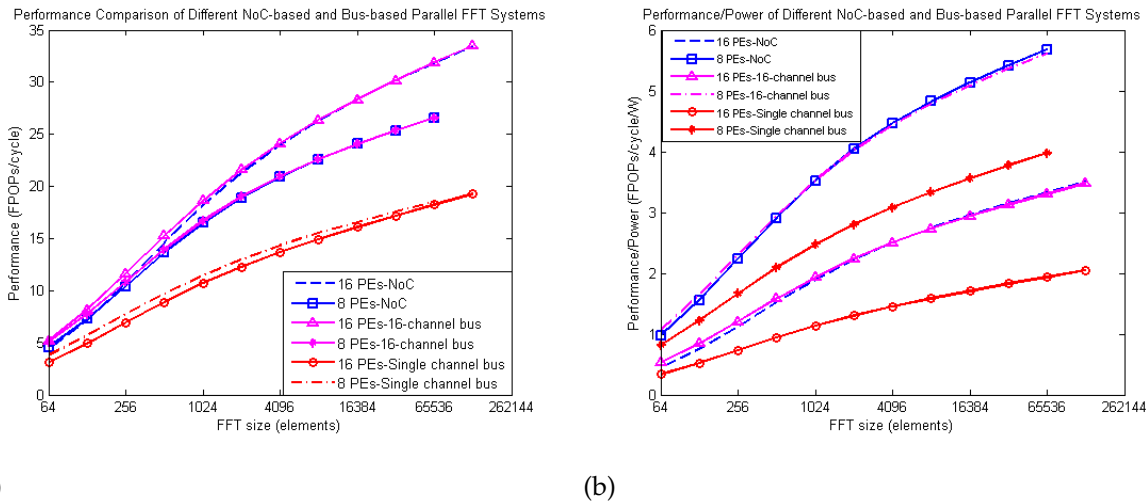 Performance Comparison of Different NoC-based and Bus-based Parallel FFT Systems
35
30
25
20
15
10
5
0
Performance (FPOPs/cycle)
16 PEs-NoC
8 PEs-NoC
16 PEs-16-channel bus
8 PEs-16-channel bus
16 PEs-Single channel bus
8 PEs-Single channel bus
64 256 1024 4096 16384 65536 262144
FFT size (elements)
)
Performance/Power of Different NoC-based and Bus-based Parallel FFT Systems
6
5
4
3
2
1
0
Performance/Power (FPOPs/cycle/W)
16 PEs-NoC
8 PEs-NoC
16 PEs-16-channel bus
8 PEs-16-channel bus
16 PEs-Single channel bus
8 PEs-Single channel bus
64 256 1024 4096 16384 65536 262144
FFT size (elements)
(b)